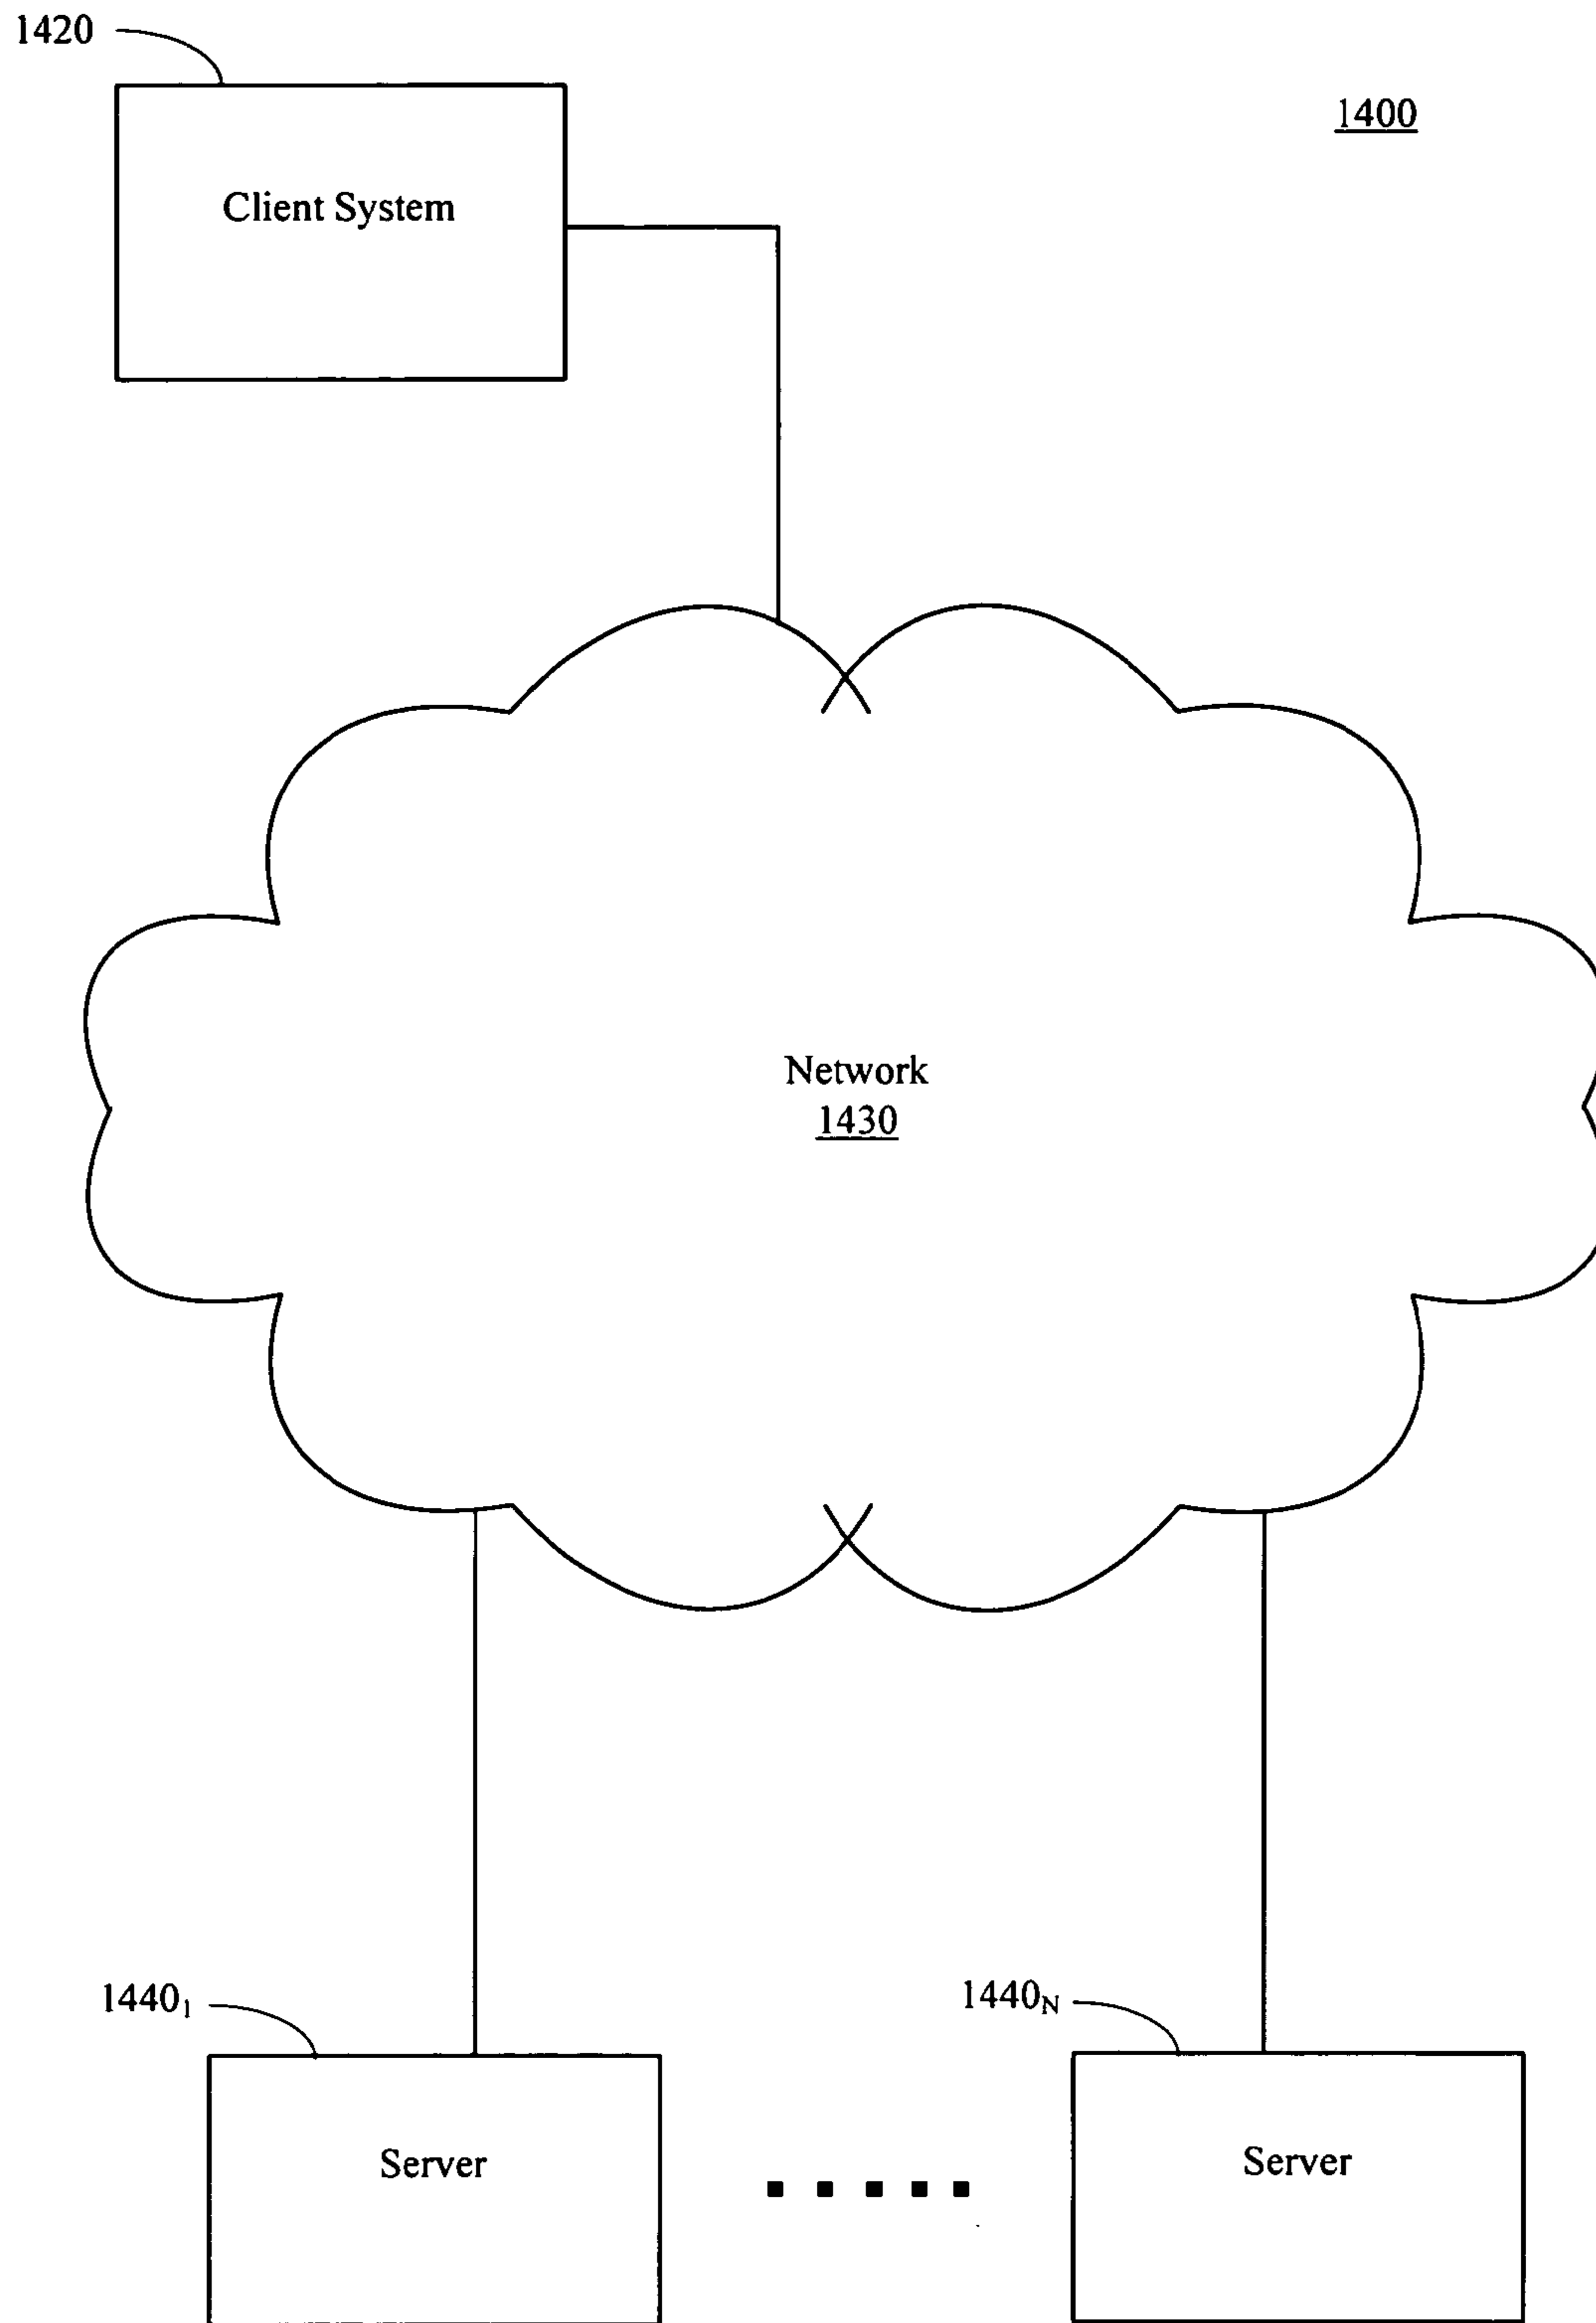 1420
1400
Client System
Network
1430
1440₁
1440N
Server
Server